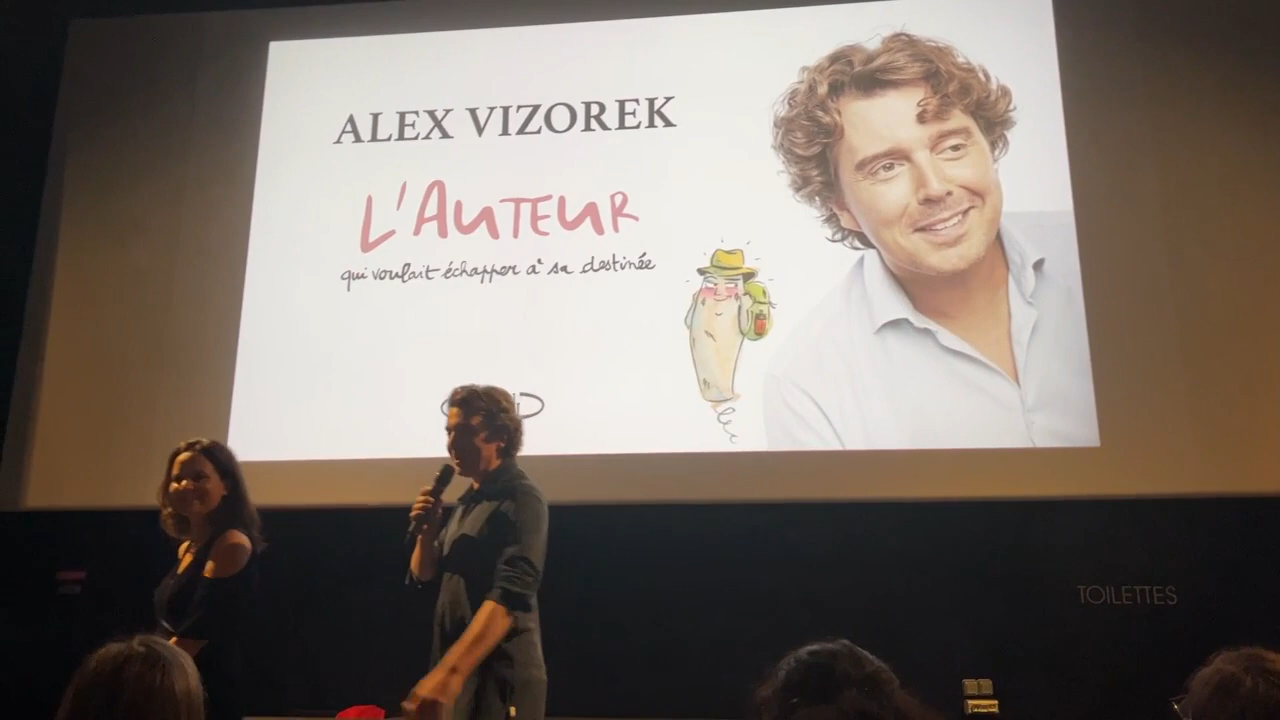 ALEX VIZOREK
L'AUTEUR
qui voulait échapper à sa destinée
TOILETTES